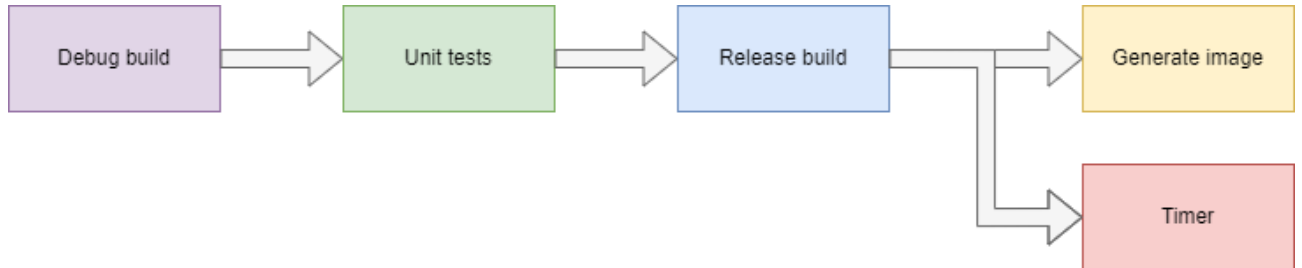 Debug build
Unit tests
Release build
Generate image
Timer